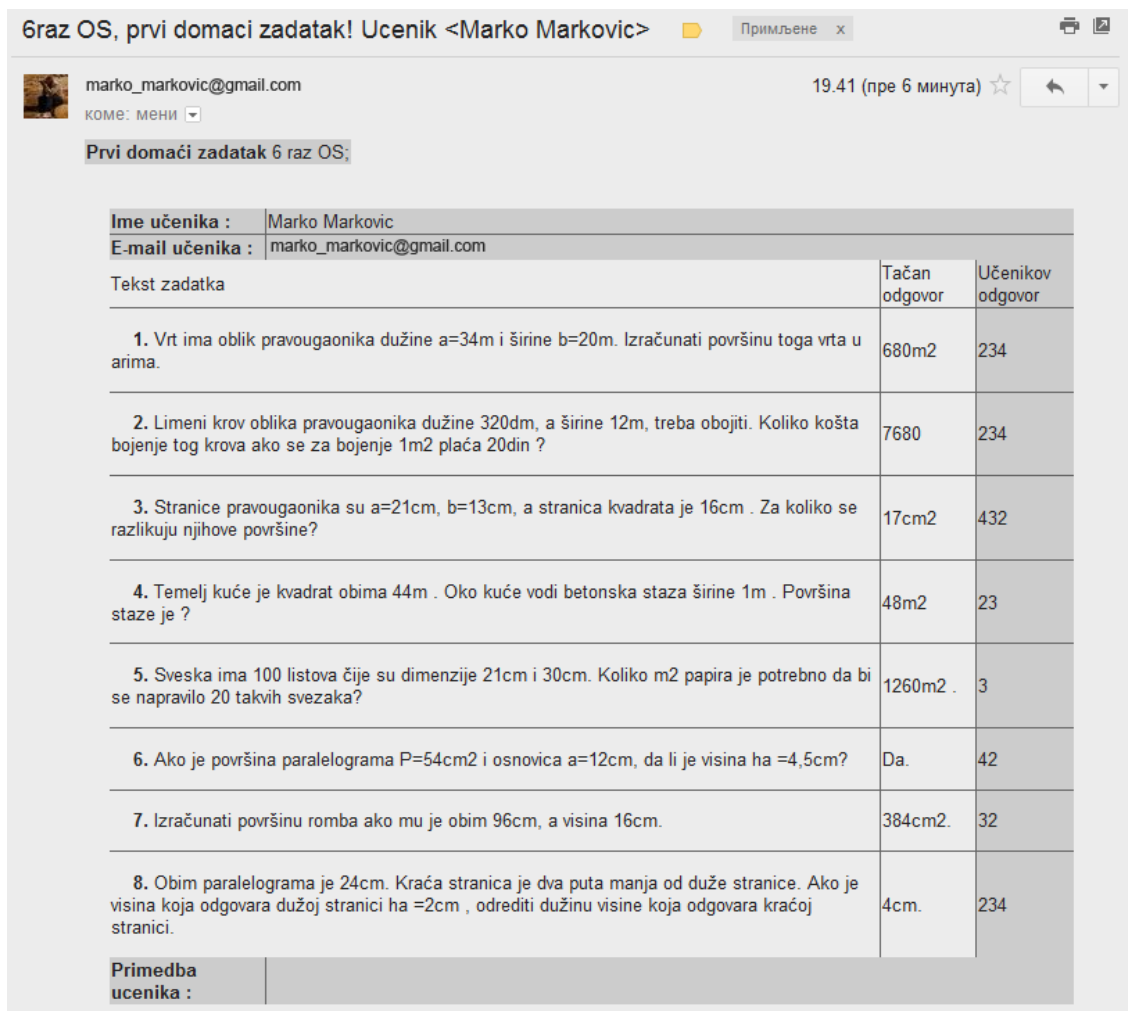 6raz OS, prvi domaci zadatak! Ucenik <Marko Markovic>
Примљене x
marko_markovic@gmail.com
19.41 (пре 6 минута)
коме: мени
Prvi domaći zadatak 6 raz OS;
Ime učenika : Marko Markovic
E-mail učenika : marko_markovic@gmail.com
Tekst zadatka
Tačan
odgovor
Učenikov
odgovor
1. Vrt ima oblik pravougaonika dužine a=34m i širine b=20m. Izračunati površinu toga vrta u
arima.
680m2
234
2. Limeni krov oblika pravougaonika dužine 320dm, a širine 12m, treba obojiti. Koliko košta
bojenje tog krova ako se za bojenje 1m2 plaća 20din ?
7680
234
3. Stranice pravougaonika su a=21cm, b=13cm, a stranica kvadrata je 16cm . Za koliko se
razlikuju njihove površine?
17cm2
432
4. Temelj kuće je kvadrat obima 44m . Oko kuće vodi betonska staza širine 1m . Površina
staze je ?
48m2
23
5. Sveska ima 100 listova čije su dimenzije 21cm i 30cm. Koliko m2 papira je potrebno da bi
se napravilo 20 takvih svezaka?
1260m2 .
3
6. Ako je površina paralelograma P=54cm2 i osnovica a=12cm, da li je visina ha =4,5cm?
Da.
42
7. Izračunati površinu romba ako mu je obim 96cm, a visina 16cm.
384cm2.
32
8. Obim paralelograma je 24cm. Kraća stranica je dva puta manja od duže stranice. Ako je
visina koja odgovara dužoj stranici ha =2cm , odrediti dužinu visine koja odgovara kraćoj
stranici.
4cm.
234
Primedba
ucenika :